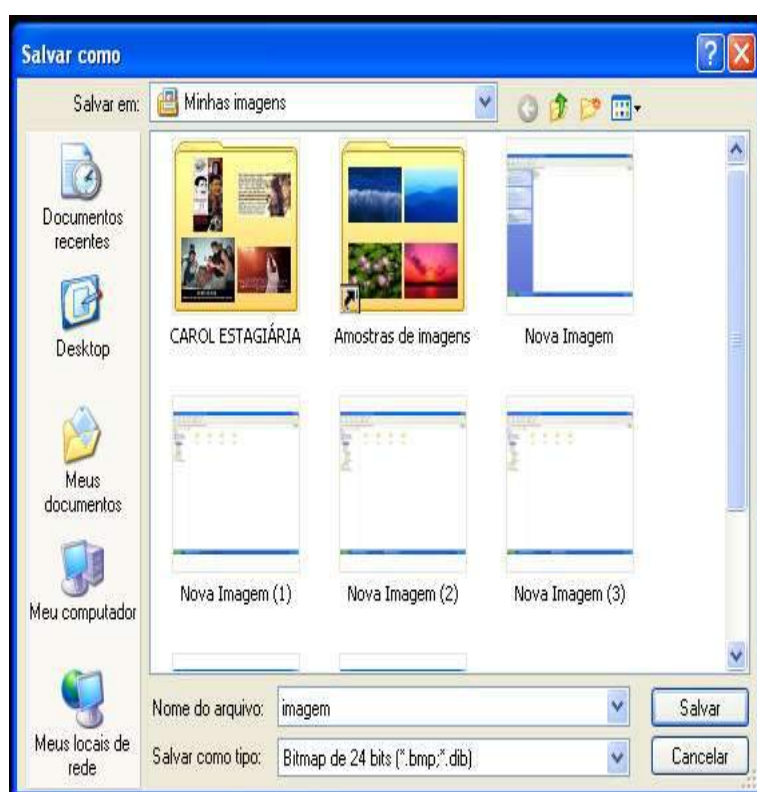 Salvar como
Salvar em:
Minhas imagens
Documentos
recentes
Desktop
Meus
documentos
Meu computador
Meus locais de
rede
CAROL ESTAGIÁRIA
Amostras de imagens
Nova Imagem
Nova Imagem (1)
Nova Imagem (2)
Nova Imagem (3)
Nome do arquivo:
imagem
Salvar
Salvar como tipo:
Bitmap de 24 bits (*.bmp;*.dib)
Cancelar